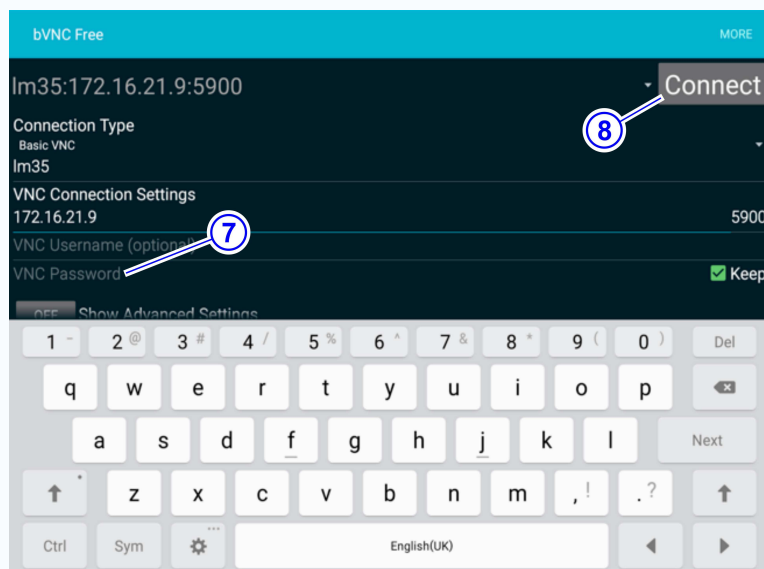 bVNC Free MORE
lm35:172.16.21.9:5900 Connect
8
Connection Type
Basic VNC
lm35
VNC Connection Settings
172.16.21.9 5900
7
VNC Username (optional)
VNC Password Keep
OFF Show Advanced Settings
1 - 2 @ 3 # 4 / 5 % 6 ^ 7 & 8 * 9 ( 0 ) Del
q w e r t y u i o p
a s d f g h j k l Next
z x c v b n m , ! . ?
Ctrl Sym English(UK)